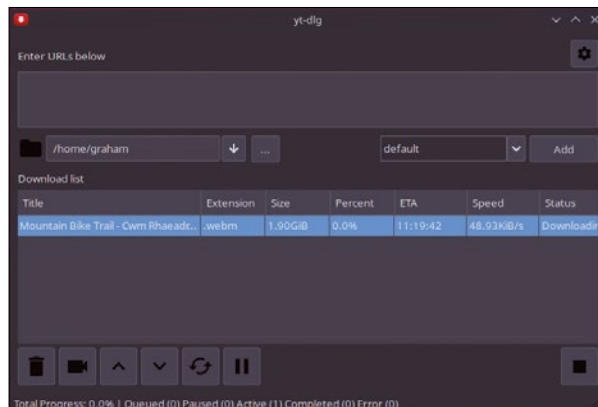 yt-dlg
Enter URLs below
/home/graham ... default Add
Download list
Title Extension Size Percent ETA Speed Status
Mountain Bike Trail - Cwm Rhaeadr... .webm 1.90GiB 0.0% 11:19:42 48.93KiB/s Downloadin
Total Progress: 0.0% | Queued (0) Paused (0) Active (1) Completed (0) Error (0)